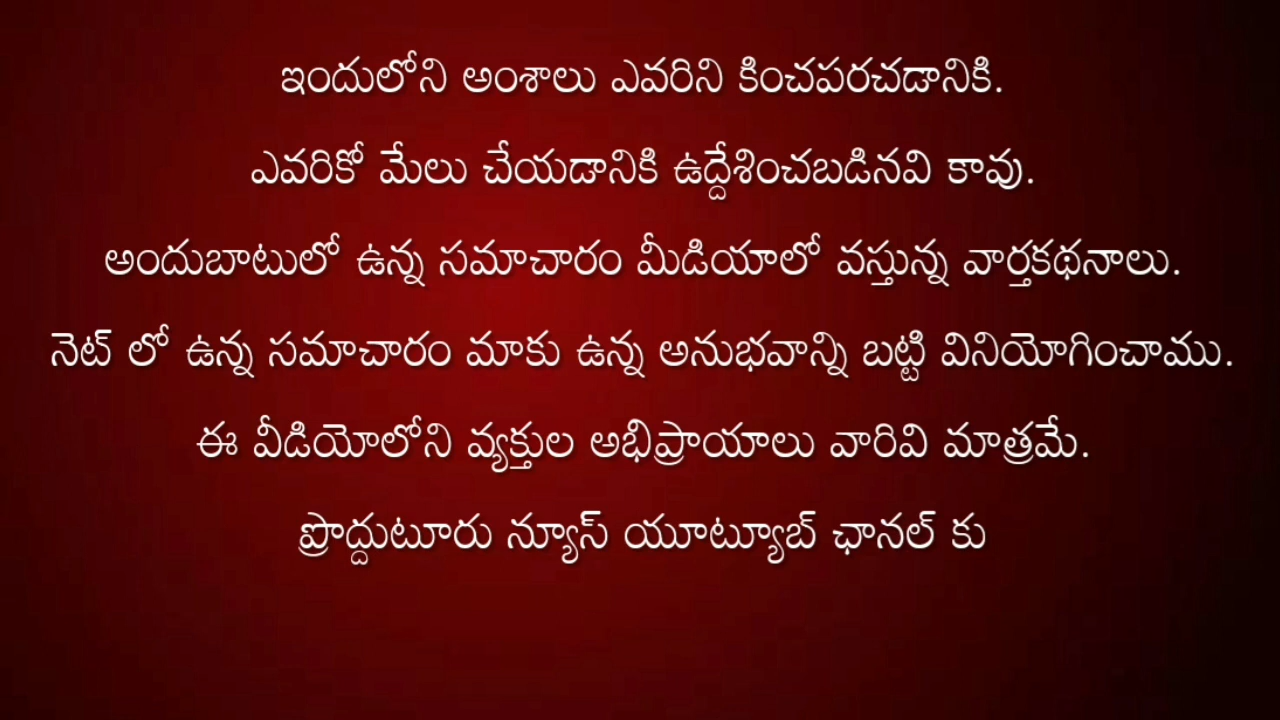 ఇందులోని అంశాలు ఎవరిని కించపరచడానికి.
ఎవరికో మేలు చేయడానికి ఉద్దేశించబడినవి కావు.
అందుబాటులో ఉన్న సమాచారం మీడియాలో వస్తున్న వార్తకథనాలు.
నెట్ లో ఉన్న సమాచారం మాకు ఉన్న అనుభవాన్ని బట్టి వినియోగించాము.
ఈ వీడియోలోని వ్యక్తుల అభిప్రాయాలు వారివి మాత్రమే.
ప్రొద్దుటూరు న్యూస్ యూట్యూబ్ ఛానల్ కు